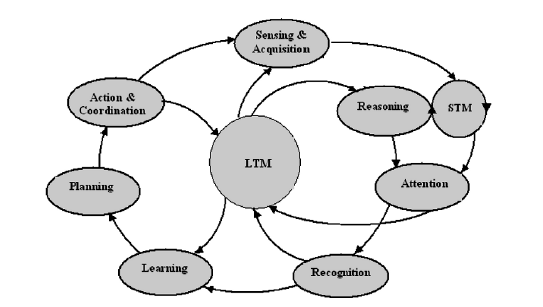 Sensing &
Acquisition
Action &
Coordination
Reasoning
STM
LTM
Planning
Attention
Learning
Recognition